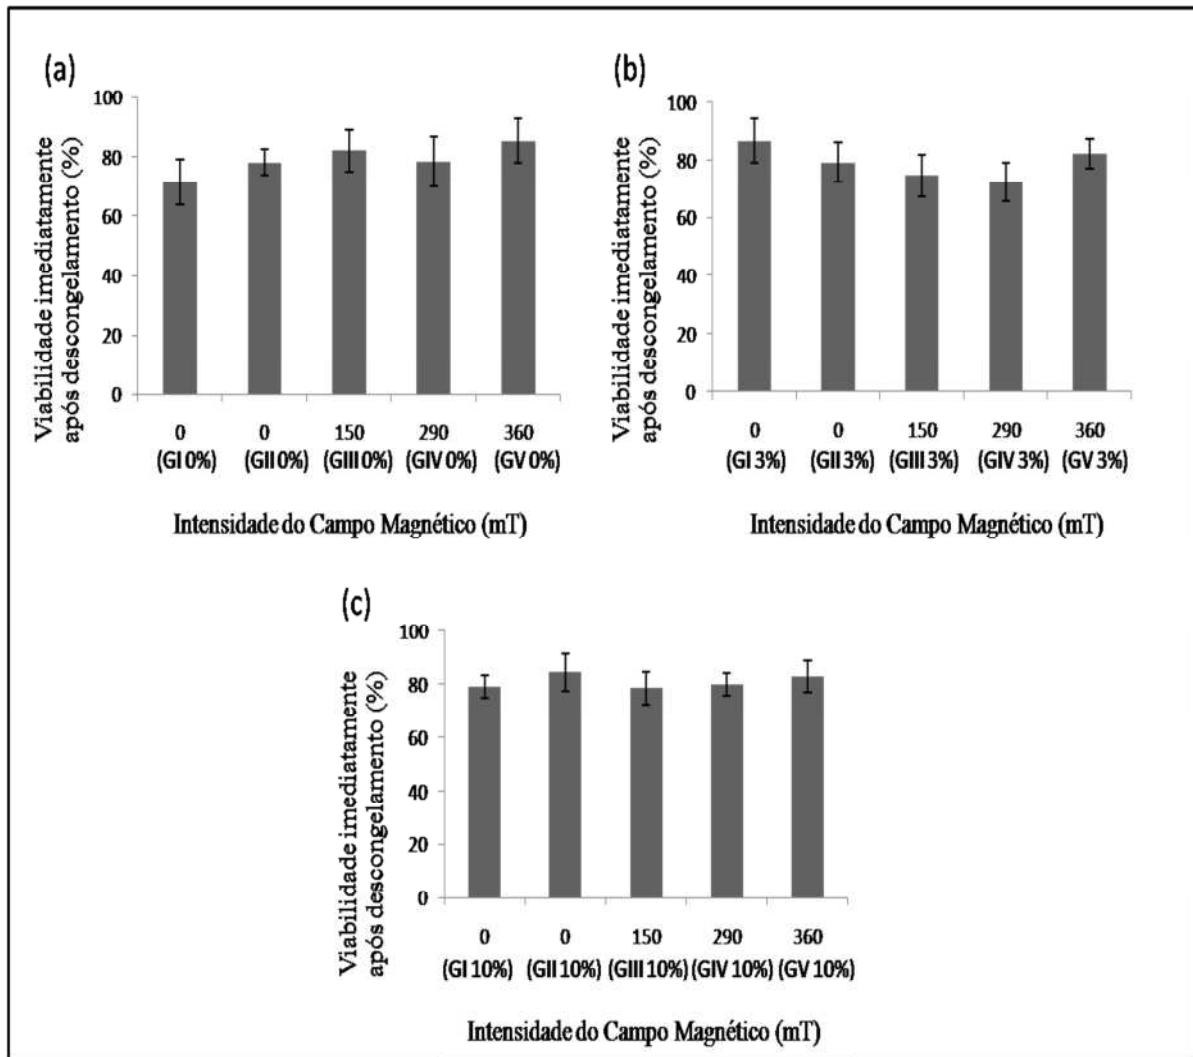 (a)
Viabilidade imediatamente
após descongelamento (%)
100
80
60
40
20
0
0 0 150 290 360
(GI 0%) (GII 0%) (GIII 0%) (GIV 0%) (GV 0%)
Intensidade do Campo Magnético (mT)
(b)
Viabilidade imediatamente
após descongelamento (%)
100
80
60
40
20
0
0 0 150 290 360
(GI 3%) (GII 3%) (GIII 3%) (GIV 3%) (GV 3%)
Intensidade do Campo Magnético (mT)
(c)
Viabilidade imediatamente
após descongelamento (%)
100
80
60
40
20
0
0 0 150 290 360
(GI 10%) (GII 10%) (GIII 10%) (GIV 10%) (GV 10%)
Intensidade do Campo Magnético (mT)